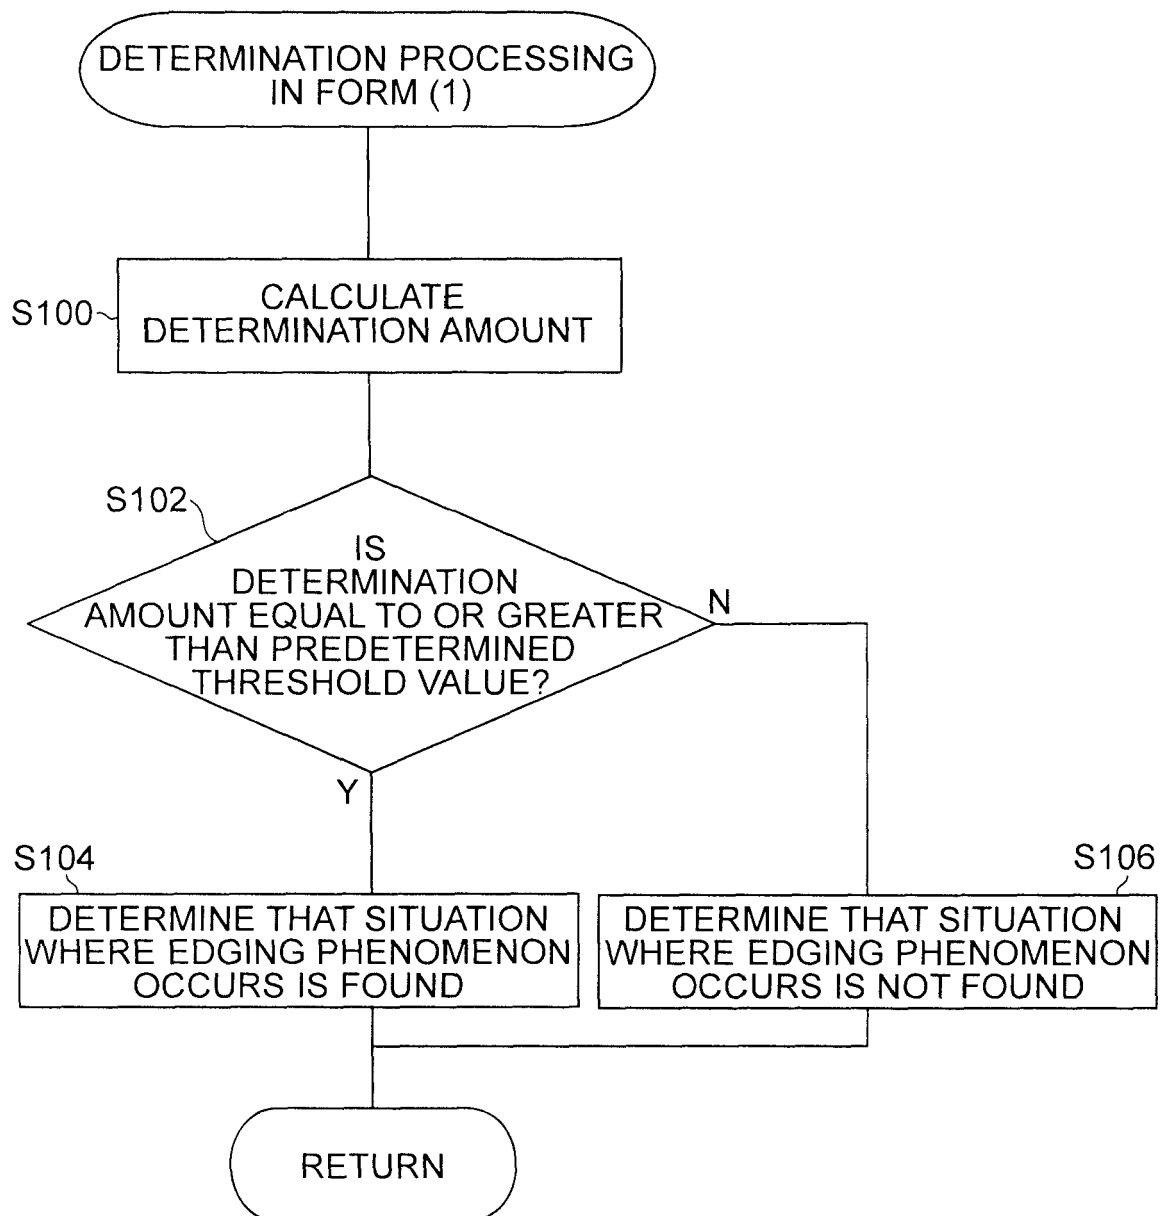 DETERMINATION PROCESSING
IN FORM (1)
S100
CALCULATE
DETERMINATION AMOUNT
S102
IS
DETERMINATION
AMOUNT EQUAL TO OR GREATER
THAN PREDETERMINED
THRESHOLD VALUE?
N
Y
S104
DETERMINE THAT SITUATION
WHERE EDGING PHENOMENON
OCCURS IS FOUND
S106
DETERMINE THAT SITUATION
WHERE EDGING PHENOMENON
OCCURS IS NOT FOUND
RETURN